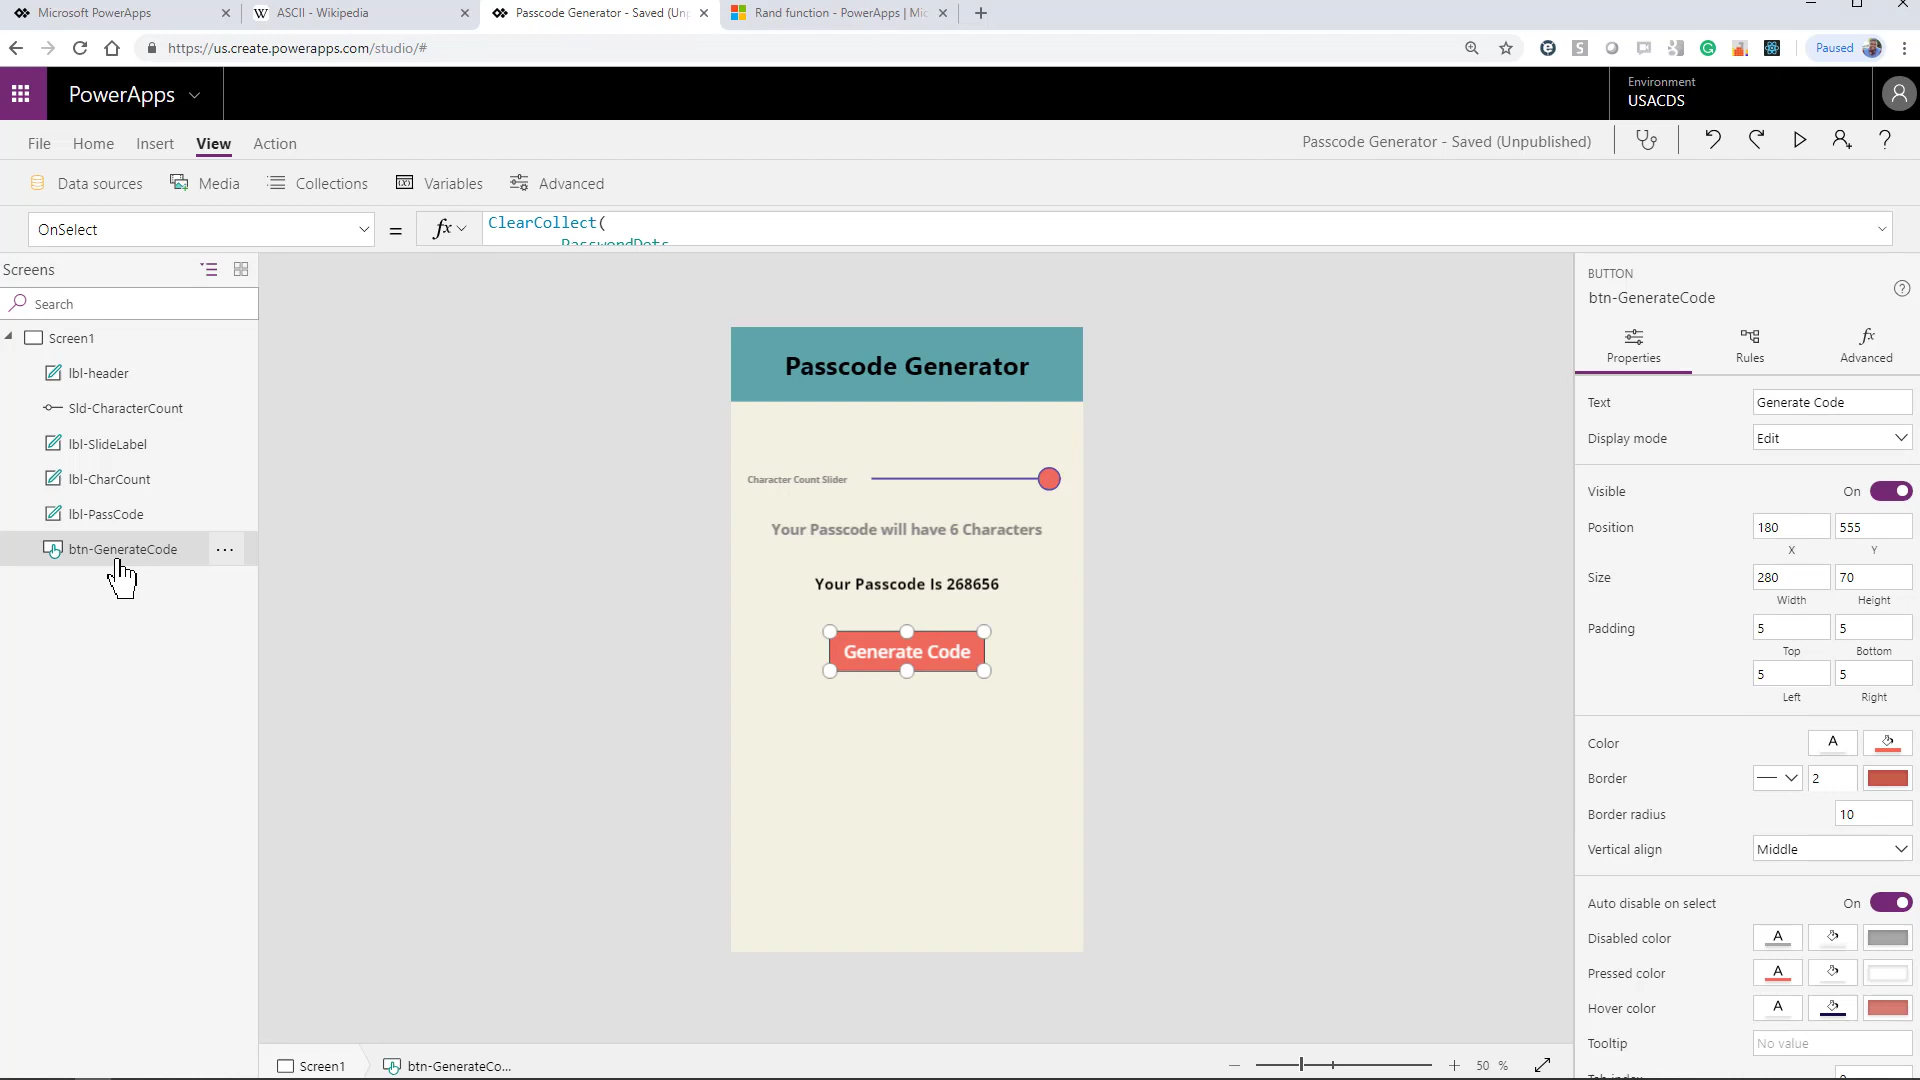 Microsoft PowerApps
ASCII - Wikipedia
Passcode Generator - Saved (Un
Rand function - PowerApps | Mic
https://us.create.powerapps.com/studio/#
Paused
PowerApps
Environment
USACDS
File
Home
Insert
View
Action
Passcode Generator - Saved (Unpublished)
Data sources
Media
Collections
Variables
Advanced
OnSelect
=
fx
ClearCollect(
PasswordDets
Screens
Search
Screen1
lbl-header
Sld-CharacterCount
lbl-SlideLabel
lbl-CharCount
lbl-PassCode
btn-GenerateCode
Passcode Generator
Character Count Slider
Your Passcode will have 6 Characters
Your Passcode Is 268656
Generate Code
BUTTON
btn-GenerateCode
Properties
Rules
Advanced
Text
Generate Code
Display mode
Edit
Visible
On
Position
180
555
X
Y
Size
280
70
Width
Height
Padding
5
5
Top
Bottom
5
5
Left
Right
Color
Border
2
Border radius
10
Vertical align
Middle
Auto disable on select
On
Disabled color
Pressed color
Hover color
Tooltip
No value
Tab index
Screen1
btn-GenerateCo...
50 %